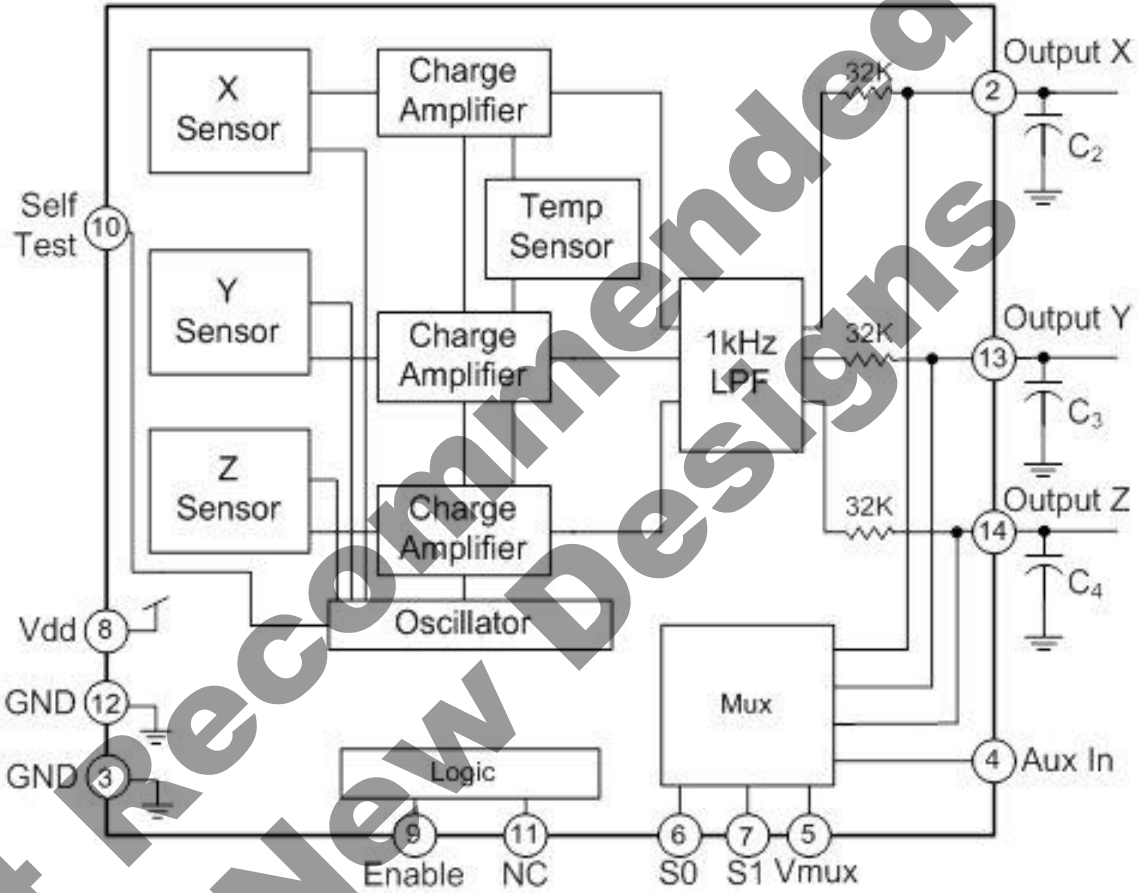 X
Sensor
Charge
Amplifier
32K
Output X
2
C2
Self
Test
10
Temp
Sensor
Y
Sensor
Charge
Amplifier
1kHz
LPF
32K
Output Y
13
C3
Z
Sensor
Charge
Amplifier
32K
Output Z
14
C4
Oscillator
Vdd
8
GND
12
GND
3
Mux
Logic
4
Aux In
9
Enable
11
NC
6
S0
7
S1
5
Vmux
t Recommended
New Designs